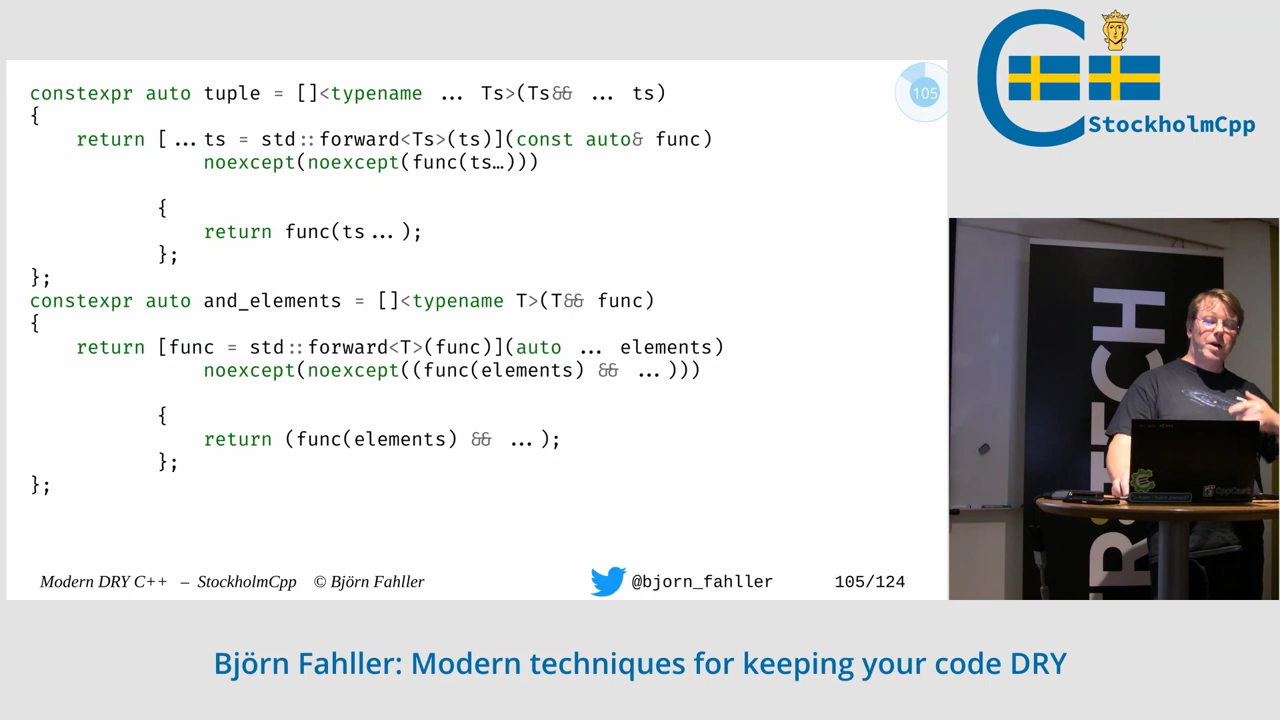 constexpr auto tuple = []<typename ... Ts>(Ts&& ... ts)
{
return [...ts = std::forward<Ts>(ts)](const auto& func)
noexcept(noexcept(func(ts…)))
{
return func(ts...);
};
};
constexpr auto and_elements = []<typename T>(T&& func)
{
return [func = std::forward<T>(func)](auto ... elements)
noexcept(noexcept((func(elements) && ...)))
{
return (func(elements) && ...);
};
};
105
Modern DRY C++ – StockholmCpp © Björn Fahller
@bjorn_fahller
105/124
StockholmCpp
TECH
Björn Fahller: Modern techniques for keeping your code DRY